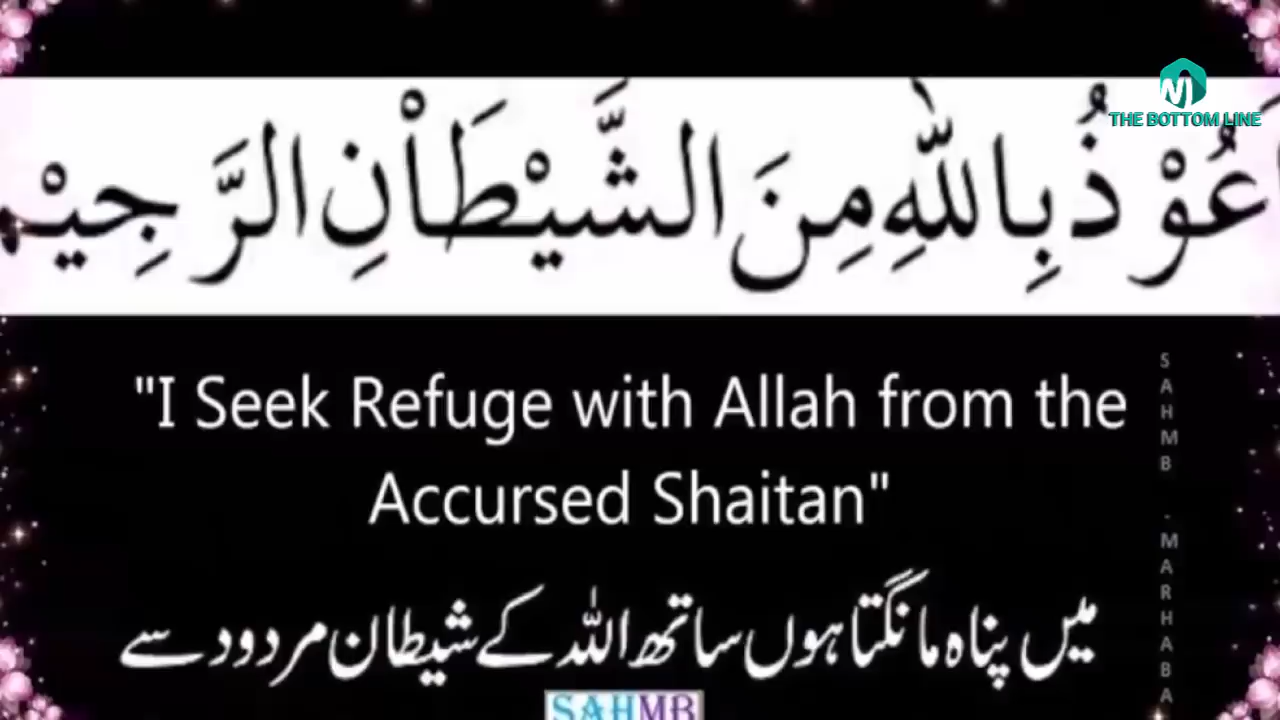 THE BOTTOM LINE
عُوْذُ بِاللّٰهِ مِنَ الشَّيْطَاْنِ الرَّجِيْم
"I Seek Refuge with Allah from the
Accursed Shaitan"
میں پناہ مانگتا ہوں ساتھ اللہ کے شیطان مردود سے
SAHMB
SAHMB - MARHABA